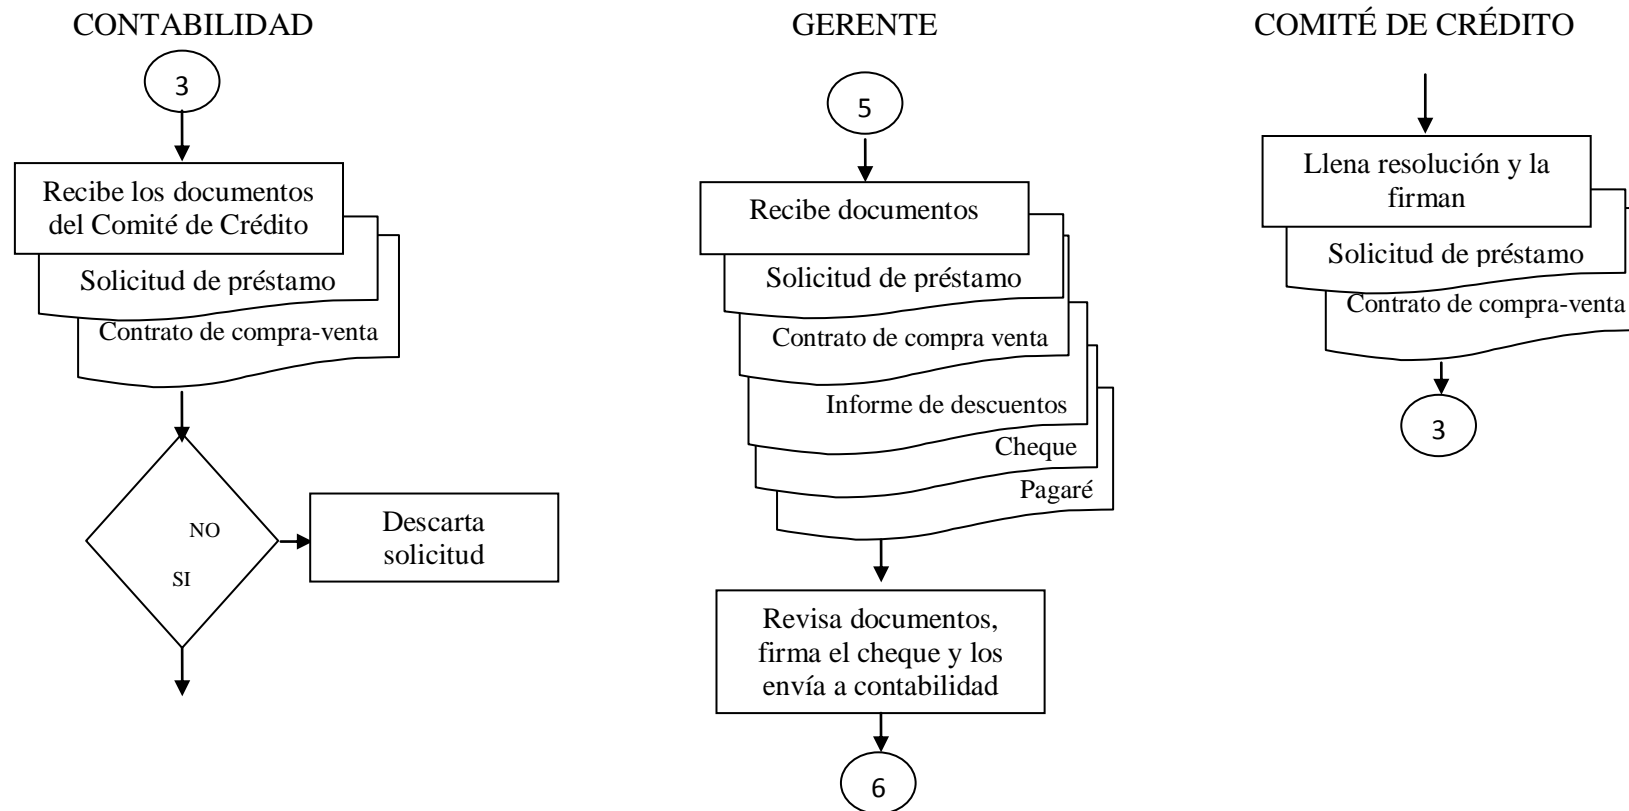 CONTABILIDAD
3
Recibe los documentos
del Comité de Crédito
Solicitud de préstamo
Contrato de compra-venta
NO
SI
Descarta
solicitud
GERENTE
5
Recibe documentos
Solicitud de préstamo
Contrato de compra venta
Informe de descuentos
Cheque
Pagaré
Revisa documentos,
firma el cheque y los
envía a contabilidad
6
COMITÉ DE CRÉDITO
Llena resolución y la
firman
Solicitud de préstamo
Contrato de compra-venta
3